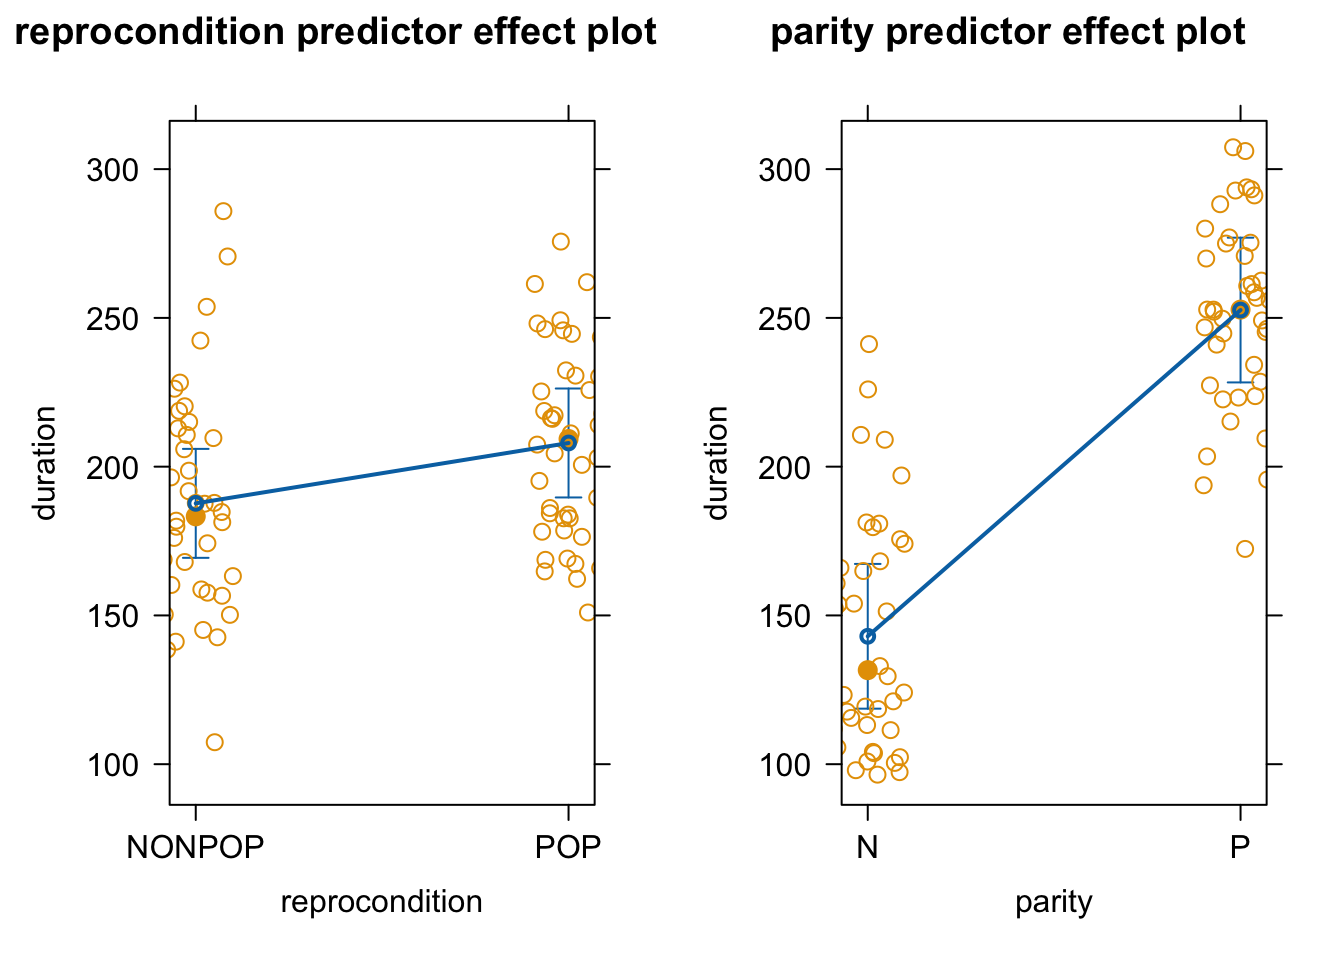 reprocondition predictor effect plot
duration
300
250
200
150
100
NONPOP POP
reprocondition
parity predictor effect plot
duration
300
250
200
150
100
N P
parity